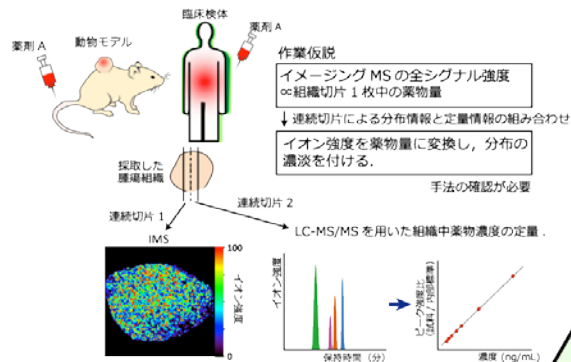 臨床検体
動物モデル
薬剤 A
薬剤 A
作業仮説
イメージング MS の全シグナル強度
∝組織切片 1 枚中の薬物量
↓連続切片による分布情報と定量情報の組み合わせ
イオン強度を薬物量に変換し，分布の
濃淡を付ける．
手法の確認が必要
採取した
腫瘍組織
連続切片 1
連続切片 2
IMS
LC-MS/MS を用いた組織中薬物濃度の定量．
100
0
イオン強度
イオン強度
保持時間（分）
ピーク強度比
（試料 / 内部標準）
濃度 (ng/mL)